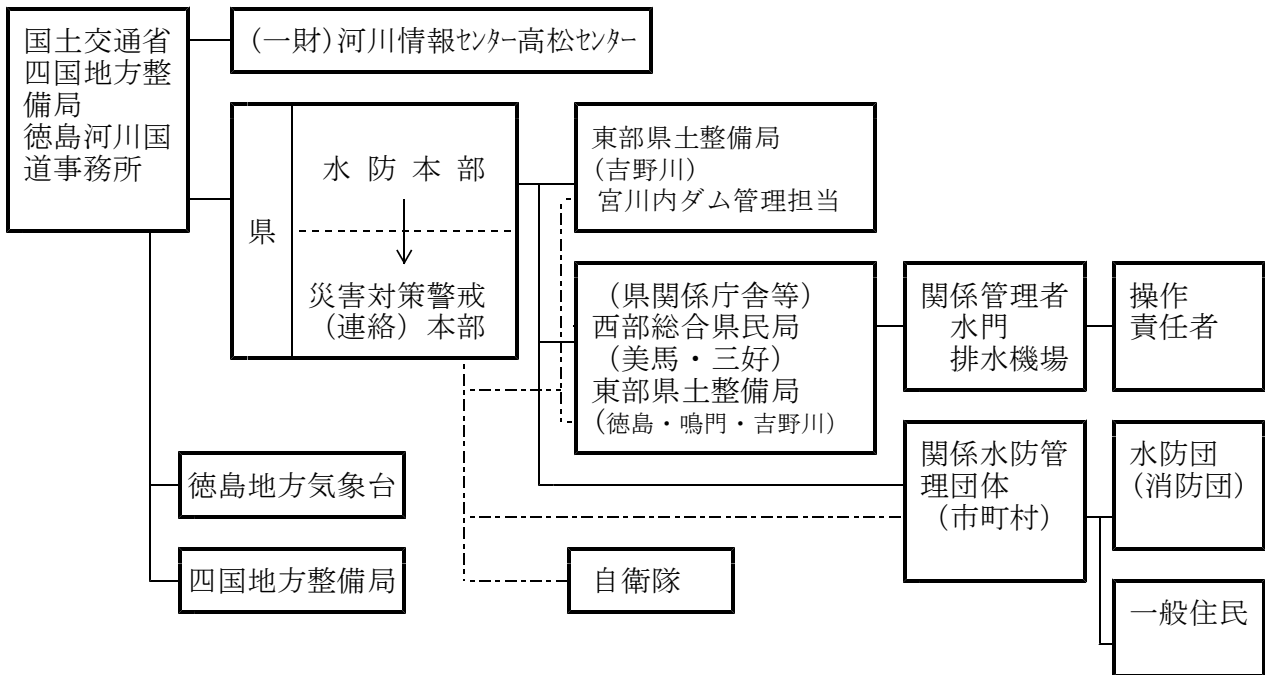 国土交通省
四国地方整
備局
徳島河川国
道事務所
(一財)河川情報ｾﾝﾀｰ高松ｾﾝﾀｰ
県
水 防 本 部
災害対策警戒
（連絡）本部
東部県土整備局
(吉野川)
宮川内ダム管理担当
（県関係庁舎等）
西部総合県民局
（美馬・三好）
東部県土整備局
（徳島・鳴門・吉野川）
関係管理者
水門
排水機場
操作
責任者
関係水防管
理団体
（市町村）
水防団
(消防団)
一般住民
徳島地方気象台
四国地方整備局
自衛隊